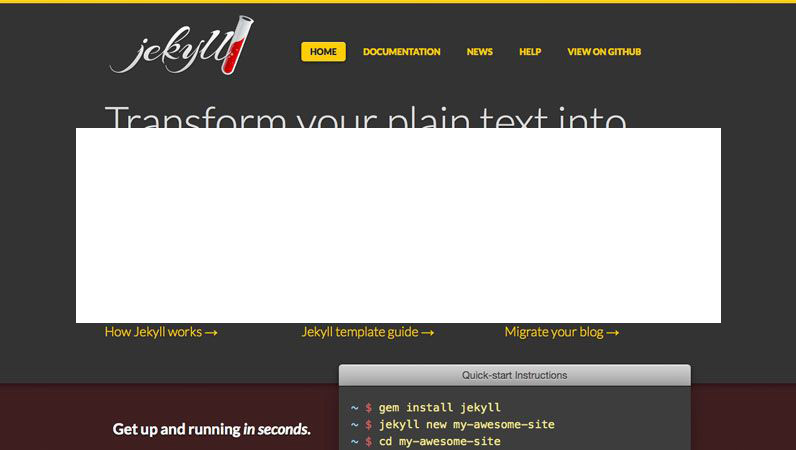 jekyll
HOME DOCUMENTATION NEWS HELP VIEW ON GITHUB
Transform your plain text into
How Jekyll works → Jekyll template guide → Migrate your blog →
Quick-start Instructions
~ $ gem install jekyll
~ $ jekyll new my-awesome-site
~ $ cd my-awesome-site
Get up and running in seconds.